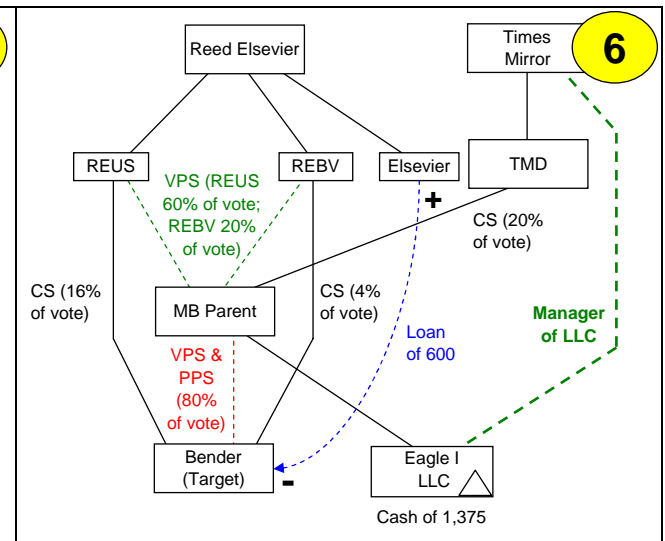 Reed Elsevier
Times
Mirror
6
REUS
REBV
Elsevier
TMD
VPS (REUS
60% of vote;
REBV 20%
of vote)
+
CS (20%
of vote)
CS (16%
of vote)
MB Parent
CS (4%
of vote)
Manager
of LLC
Loan
of 600
VPS &
PPS
(80%
of vote)
Bender
(Target)
-
Eagle I
LLC
Cash of 1,375